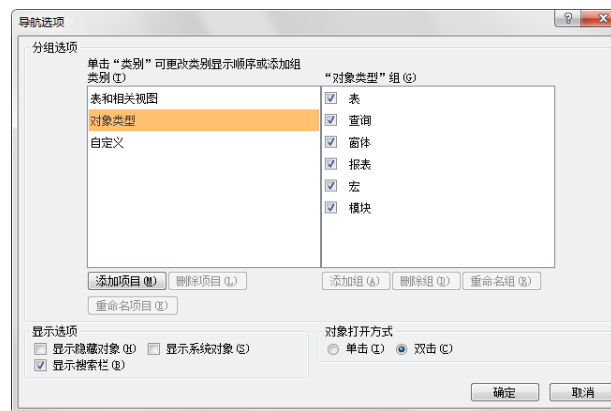 导航选项
分组选项
单击“类别”可更改类别显示顺序或添加组
类别(T)
“对象类型”组(G)
表和相关视图
对象类型
自定义
表
查询
窗体
报表
宏
模块
添加项目(M) 删除项目(L)
添加组(A) 删除组(D) 重命名组(R)
重命名项目(E)
显示选项
显示隐藏对象(H) 显示系统对象(S)
显示搜索栏(B)
对象打开方式
单击(I) 双击(C)
确定 取消